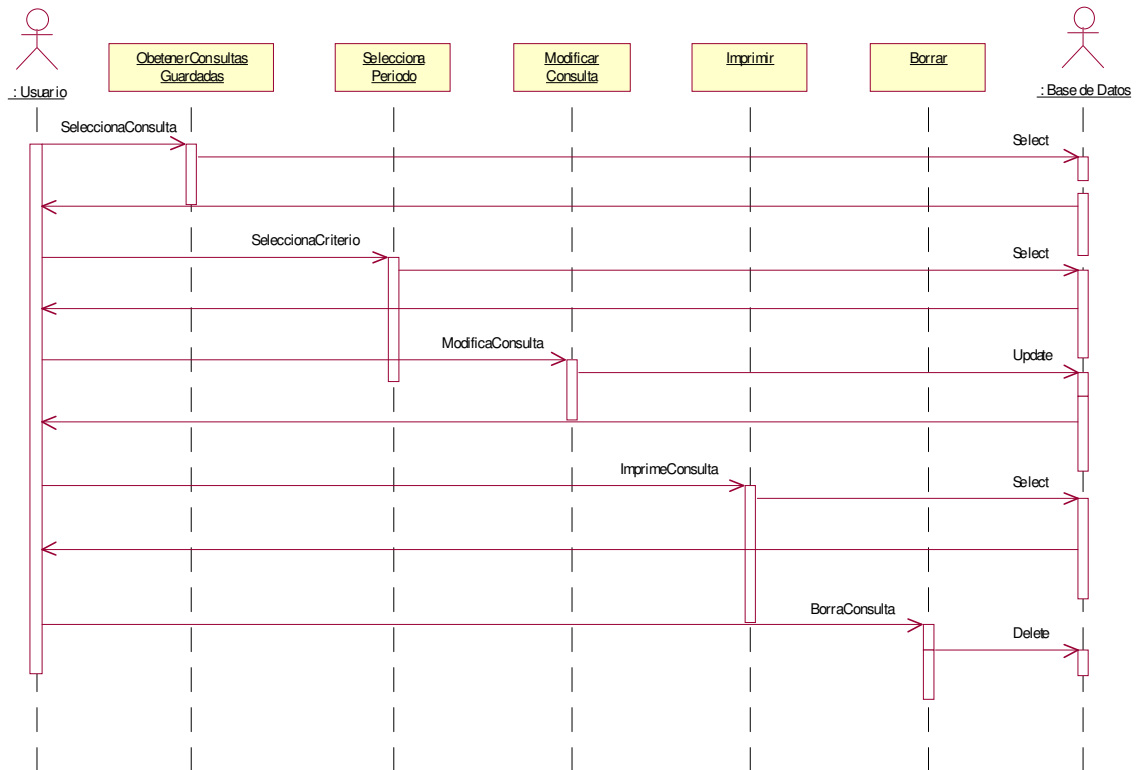 ObetenerConsultas
Guardadas
Selecciona
Periodo
Modificar
Consulta
Imprimir
Borrar
: Usuario
: Base de Datos
SeleccionaConsulta
Select
SeleccionaCriterio
Select
ModificaConsulta
Update
ImprimeConsulta
Select
BorraConsulta
Delete